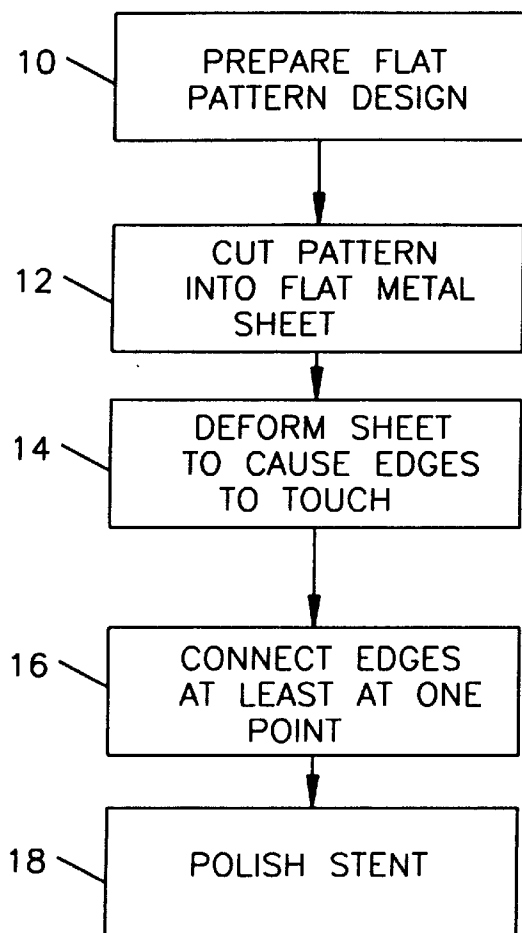 10
PREPARE FLAT
PATTERN DESIGN
12
CUT PATTERN
INTO FLAT METAL
SHEET
14
DEFORM SHEET
TO CAUSE EDGES
TO TOUCH
16
CONNECT EDGES
AT LEAST AT ONE
POINT
18
POLISH STENT